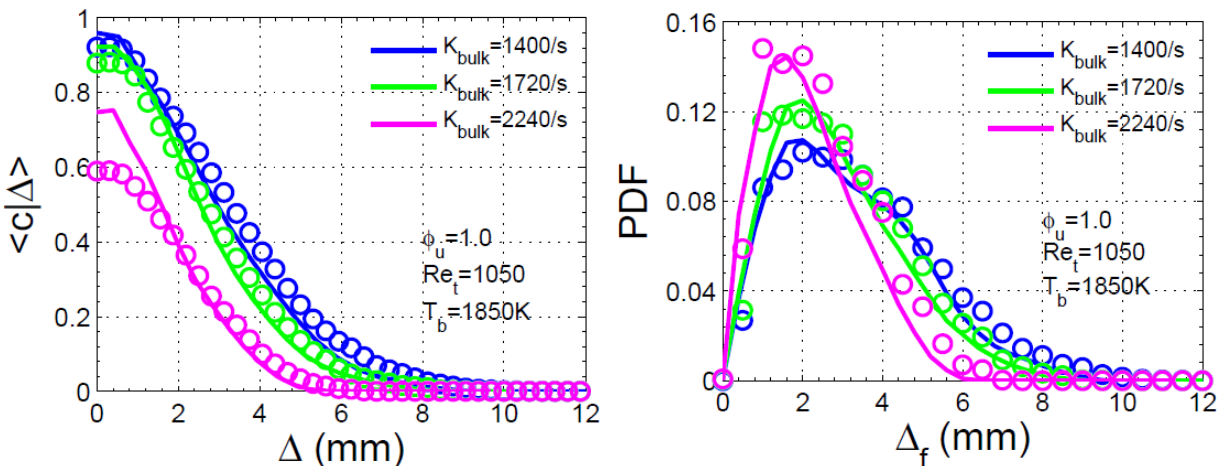 1
0.8
0.6
0.4
0.2
0
0 2 4 6 8 10 12
<c|Δ>
Δ (mm)
K_bulk=1400/s
K_bulk=1720/s
K_bulk=2240/s
ϕ_u=1.0
Re_t=1050
T_b=1850K
0.16
0.12
0.08
0.04
0
0 2 4 6 8 10 12
PDF
Δ_f (mm)
K_bulk=1400/s
K_bulk=1720/s
K_bulk=2240/s
ϕ_u=1.0
Re_t=1050
T_b=1850K